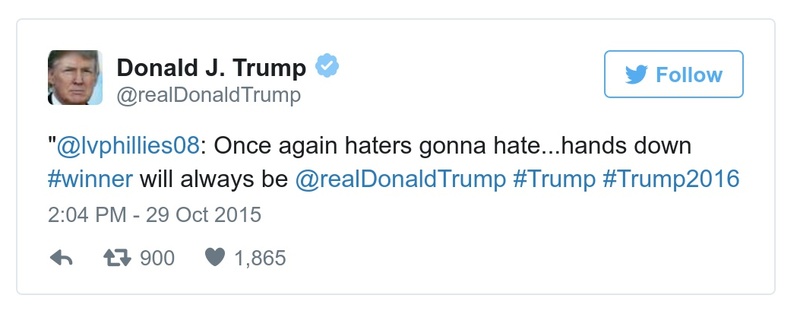 Donald J. Trump
@realDonaldTrump
Follow
"@lvphillies08: Once again haters gonna hate...hands down
#winner will always be @realDonaldTrump #Trump #Trump2016
2:04 PM - 29 Oct 2015
900 1,865